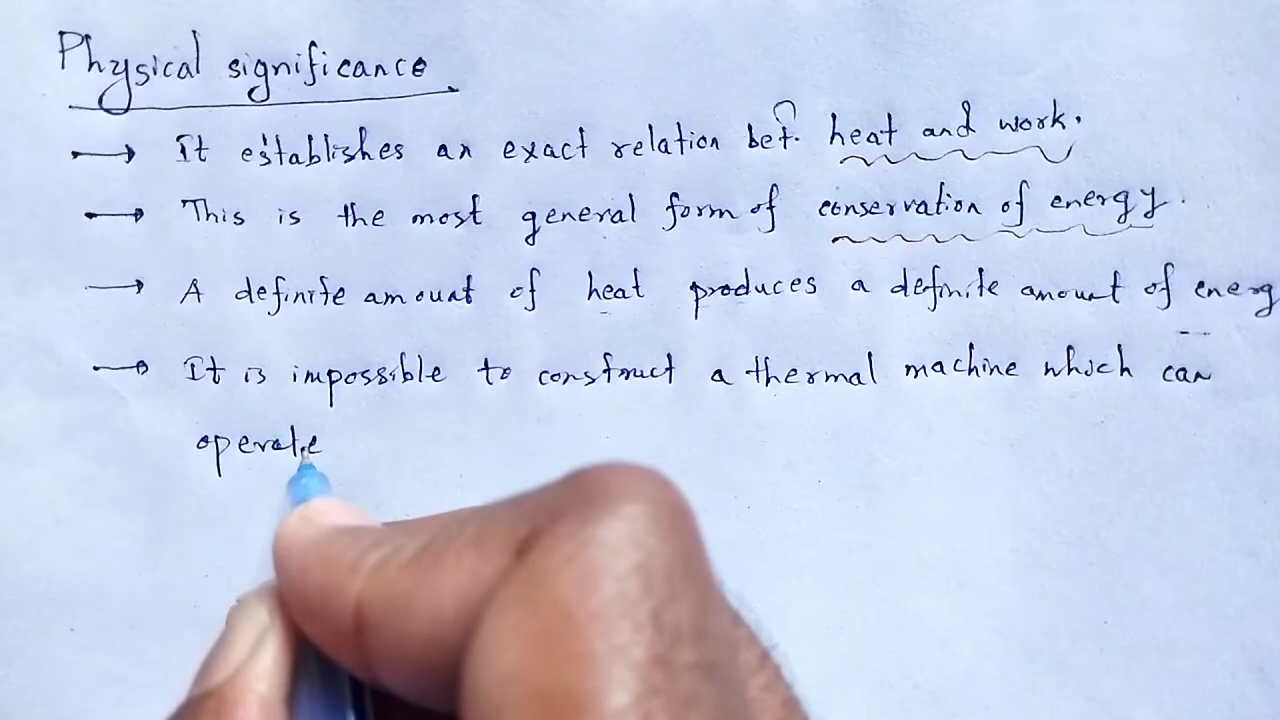 Physical significance
→ It establishes an exact relation betn. heat and work.
→ This is the most general form of conservation of energy.
→ A definite amount of heat produces a definite amount of energ
→ It is impossible to construct a thermal machine which can
operate